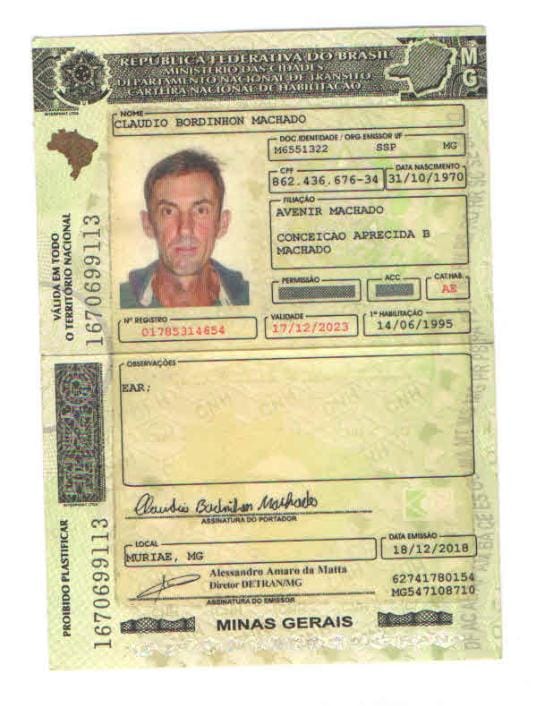 REPÚBLICA FEDERATIVA DO BRASIL
MINISTÉRIO DAS CIDADES
DEPARTAMENTO NACIONAL DE TRÂNSITO
CARTEIRA NACIONAL DE HABILITAÇÃO
MG
INTERPRINT LTDA
NOME
CLAUDIO BORDINHON MACHADO
DOC. IDENTIDADE / ORG EMISSOR UF
M6551322 SSP MG
CPF
862.436.676-34
DATA NASCIMENTO
31/10/1970
FILIAÇÃO
AVENIR MACHADO
CONCEICAO APRECIDA B
MACHADO
PERMISSÃO
ACC
CAT.HAB.
AE
Nº REGISTRO
01785314654
VALIDADE
17/12/2023
1ª HABILITAÇÃO
14/06/1995
VÁLIDA EM TODO
O TERRITÓRIO NACIONAL
1670699113
OBSERVAÇÕES
EAR;
INTERPRINT LTDA
Claudio Bordinhon Machado
ASSINATURA DO PORTADOR
LOCAL
MURIAE, MG
DATA EMISSÃO
18/12/2018
Alessandro Amaro da Matta
Diretor DETRAN/MG
ASSINATURA DO EMISSOR
62741780154
MG547108710
PROIBIDO PLASTIFICAR
1670699113
MINAS GERAIS